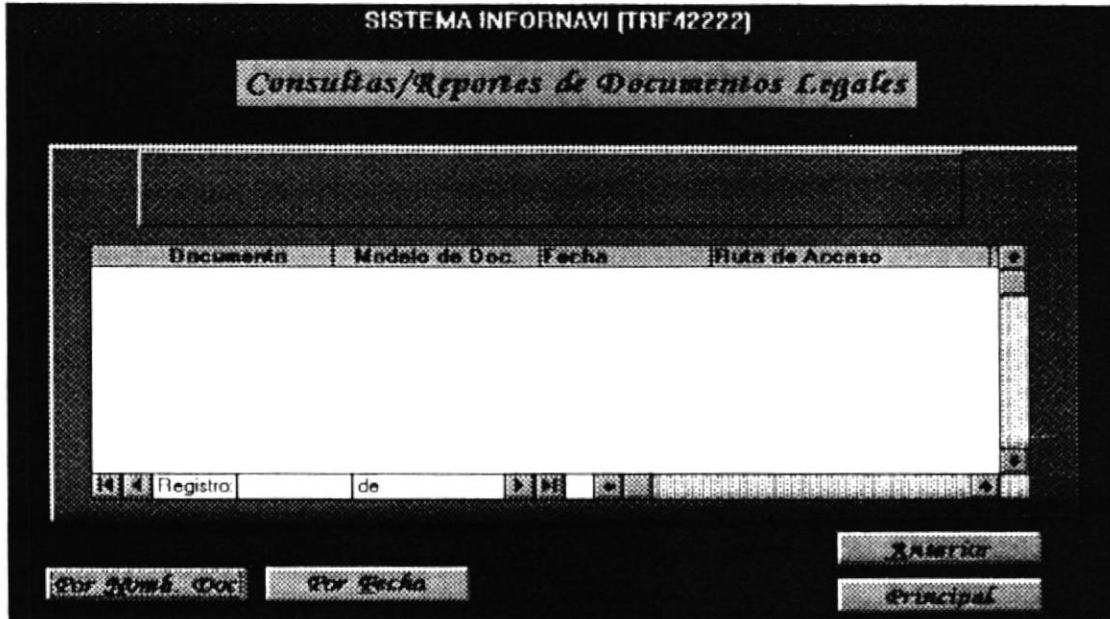 SISTEMA INFORNAVI (TRF42222)
Consultas/Reportes de Documentos Legales
Documento Modelo de Doc. Fecha Ruta de Acceso
Registro: de
Anterior
Por Nomb. Doc Por Fecha
Principal